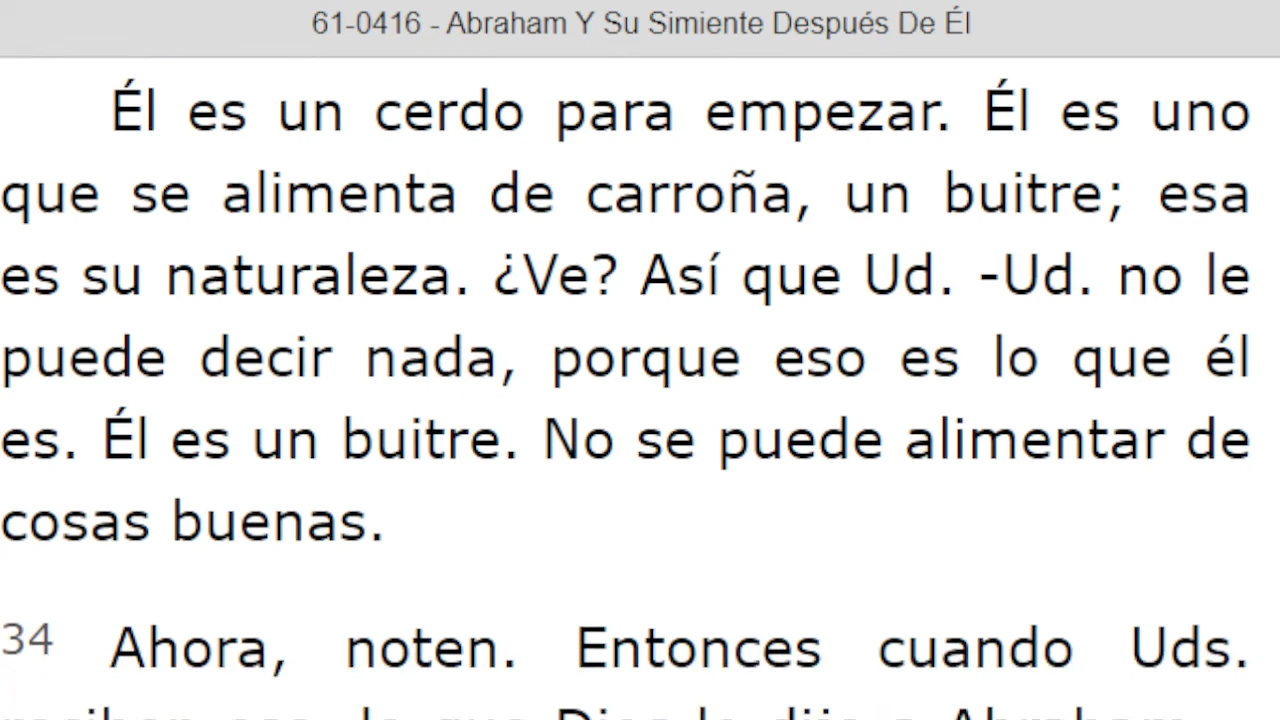 61-0416 - Abraham Y Su Simiente Después De Él
Él es un cerdo para empezar. Él es uno
que se alimenta de carroña, un buitre; esa
es su naturaleza. ¿Ve? Así que Ud. -Ud. no le
puede decir nada, porque eso es lo que él
es. Él es un buitre. No se puede alimentar de
cosas buenas.
34 Ahora, noten. Entonces cuando Uds.